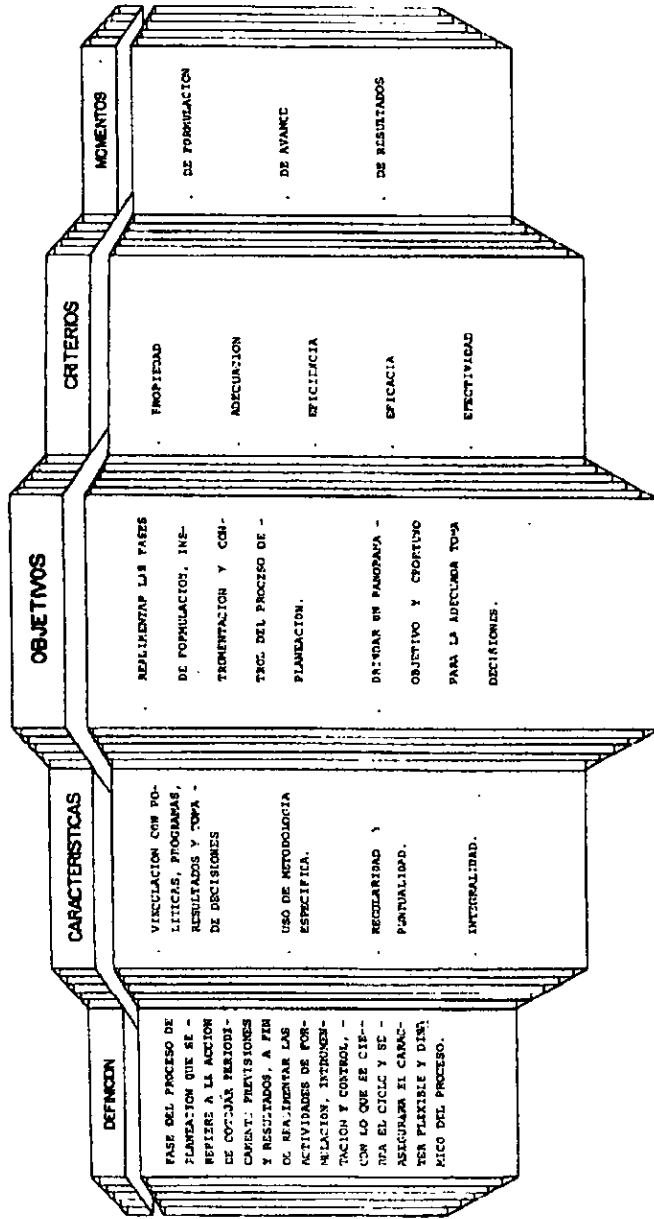 DEFINICION
FASE DEL PROCESO DE
PLANEACION QUE SE -
REFIERE A LA ACCION
DE COTEJAR PERIODI-
CAMENTE PREVISIONES
Y RESULTADOS, A FIN
DE REALIMENTAR LAS
ACTIVIDADES DE FOR-
MULACION, INTRUMEN-
TACION Y CONTROL, -
CON LO QUE SE CIE--
RRA EL CICLO Y SE -
ASEGURARA EL CARAC-
TER FLEXIBLE Y DINA
MICO DEL PROCESO.
CARACTERISTICAS
. VINCULACION CON PO-
LITICAS, PROGRAMAS,
RESULTADOS Y TOMA -
DE DECISIONES
. USO DE METODOLOGIA
ESPECIFICA.
. REGULARIDAD Y
PUNTUALIDAD.
. INTEGRALIDAD.
OBJETIVOS
. REALIMENTAR LAS FASES
DE FORMULACION, INS-
TRUMENTACION Y CON-
TROL DEL PROCESO DE -
PLANEACION.
. BRINDAR UN PANORAMA -
OBJETIVO Y OPORTUNO
PARA LA ADECUADA TOMA
DECISIONES.
CRITERIOS
. PROPIEDAD
. ADECUACION
. EFICIENCIA
. EFICACIA
. EFECTIVIDAD
MOMENTOS
. DE FORMULACION
. DE AVANCE
. DE RESULTADOS